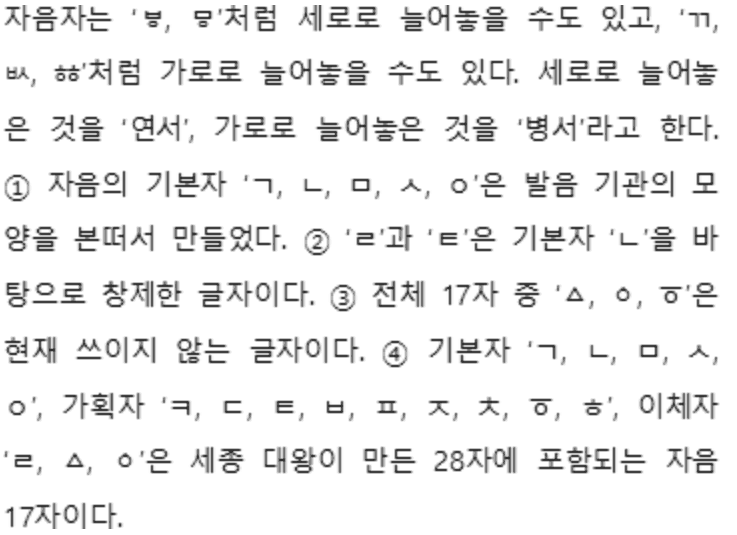 자음자는 ‘ㅸ, ㅱ’처럼 세로로 늘어놓을 수도 있고, ‘ㄲ,
ㅄ, ㆅ’처럼 가로로 늘어놓을 수도 있다. 세로로 늘어놓
은 것을 ‘연서’, 가로로 늘어놓은 것을 ‘병서’라고 한다.
① 자음의 기본자 ‘ㄱ, ㄴ, ㅁ, ㅅ, ㅇ’은 발음 기관의 모
양을 본떠서 만들었다. ② ‘ㄹ’과 ‘ㅌ’은 기본자 ‘ㄴ’을 바
탕으로 창제한 글자이다. ③ 전체 17자 중 ‘ㅿ, ㆁ, ㆆ’은
현재 쓰이지 않는 글자이다. ④ 기본자 ‘ㄱ, ㄴ, ㅁ, ㅅ,
ㅇ’, 가획자 ‘ㅋ, ㄷ, ㅌ, ㅂ, ㅍ, ㅈ, ㅊ, ㆆ, ㅎ’, 이체자
‘ㄹ, ㅿ, ㆁ’은 세종 대왕이 만든 28자에 포함되는 자음
17자이다.